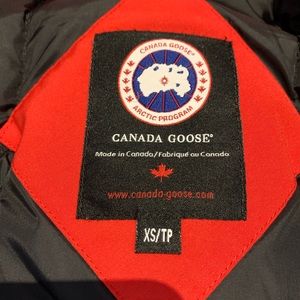 CANADA GOOSE®
ARCTIC PROGRAM
CANADA GOOSE®
Made in Canada/Fabriqué au Canada
www.canada-goose.com
XS/TP